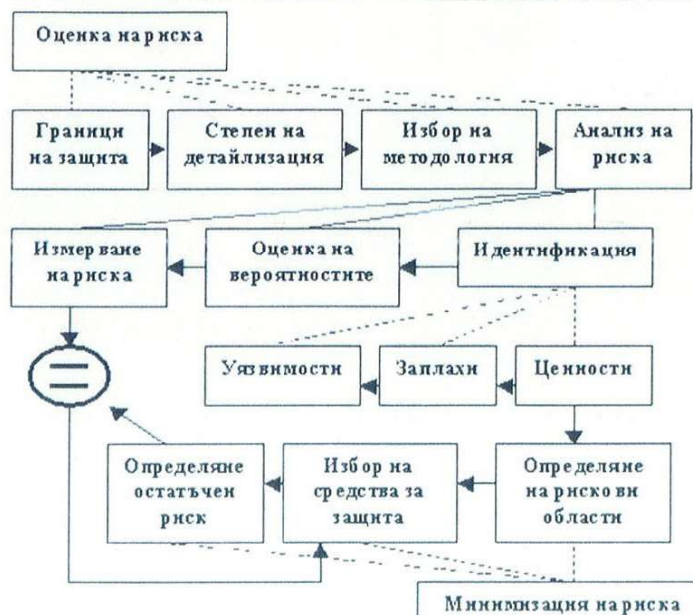 Оценка на риска
Граници
на защита
Степен на
детайлизация
Избор на
методология
Анализ на
риска
Измерване
на риска
Оценка на
вероятностите
Идентификация
Уязвимости
Заплахи
Ценности
Определяне
остатъчен
риск
Избор на
средства за
защита
Определяне
на рискови
области
Минимизация на риска